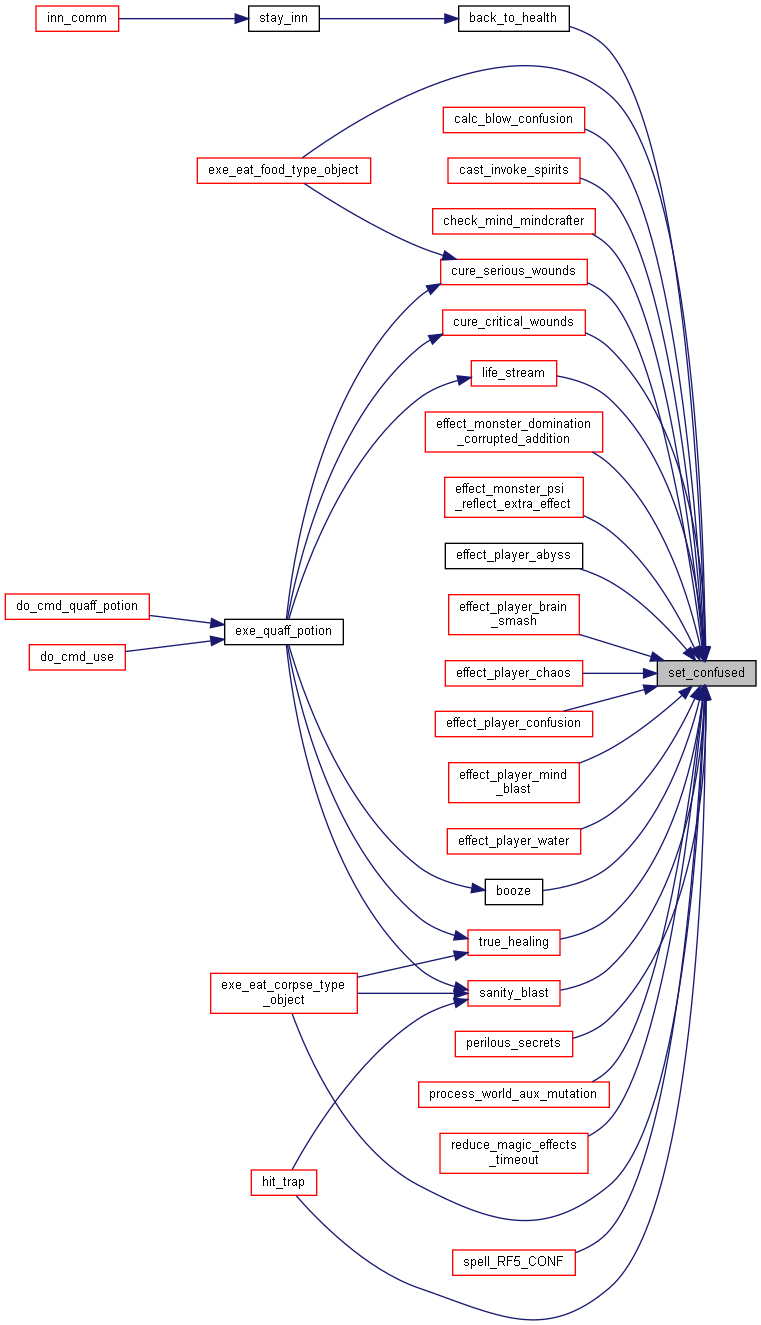 inn_comm
stay_inn
back_to_health
calc_blow_confusion
exe_eat_food_type_object
cast_invoke_spirits
check_mind_mindcrafter
cure_serious_wounds
cure_critical_wounds
life_stream
effect_monster_domination
_corrupted_addition
effect_monster_psi
_reflect_extra_effect
effect_player_abyss
effect_player_brain
_smash
do_cmd_quaff_potion
exe_quaff_potion
do_cmd_use
set_confused
effect_player_chaos
effect_player_confusion
effect_player_mind
_blast
effect_player_water
booze
true_healing
exe_eat_corpse_type
_object
sanity_blast
perilous_secrets
process_world_aux_mutation
reduce_magic_effects
_timeout
hit_trap
spell_RF5_CONF